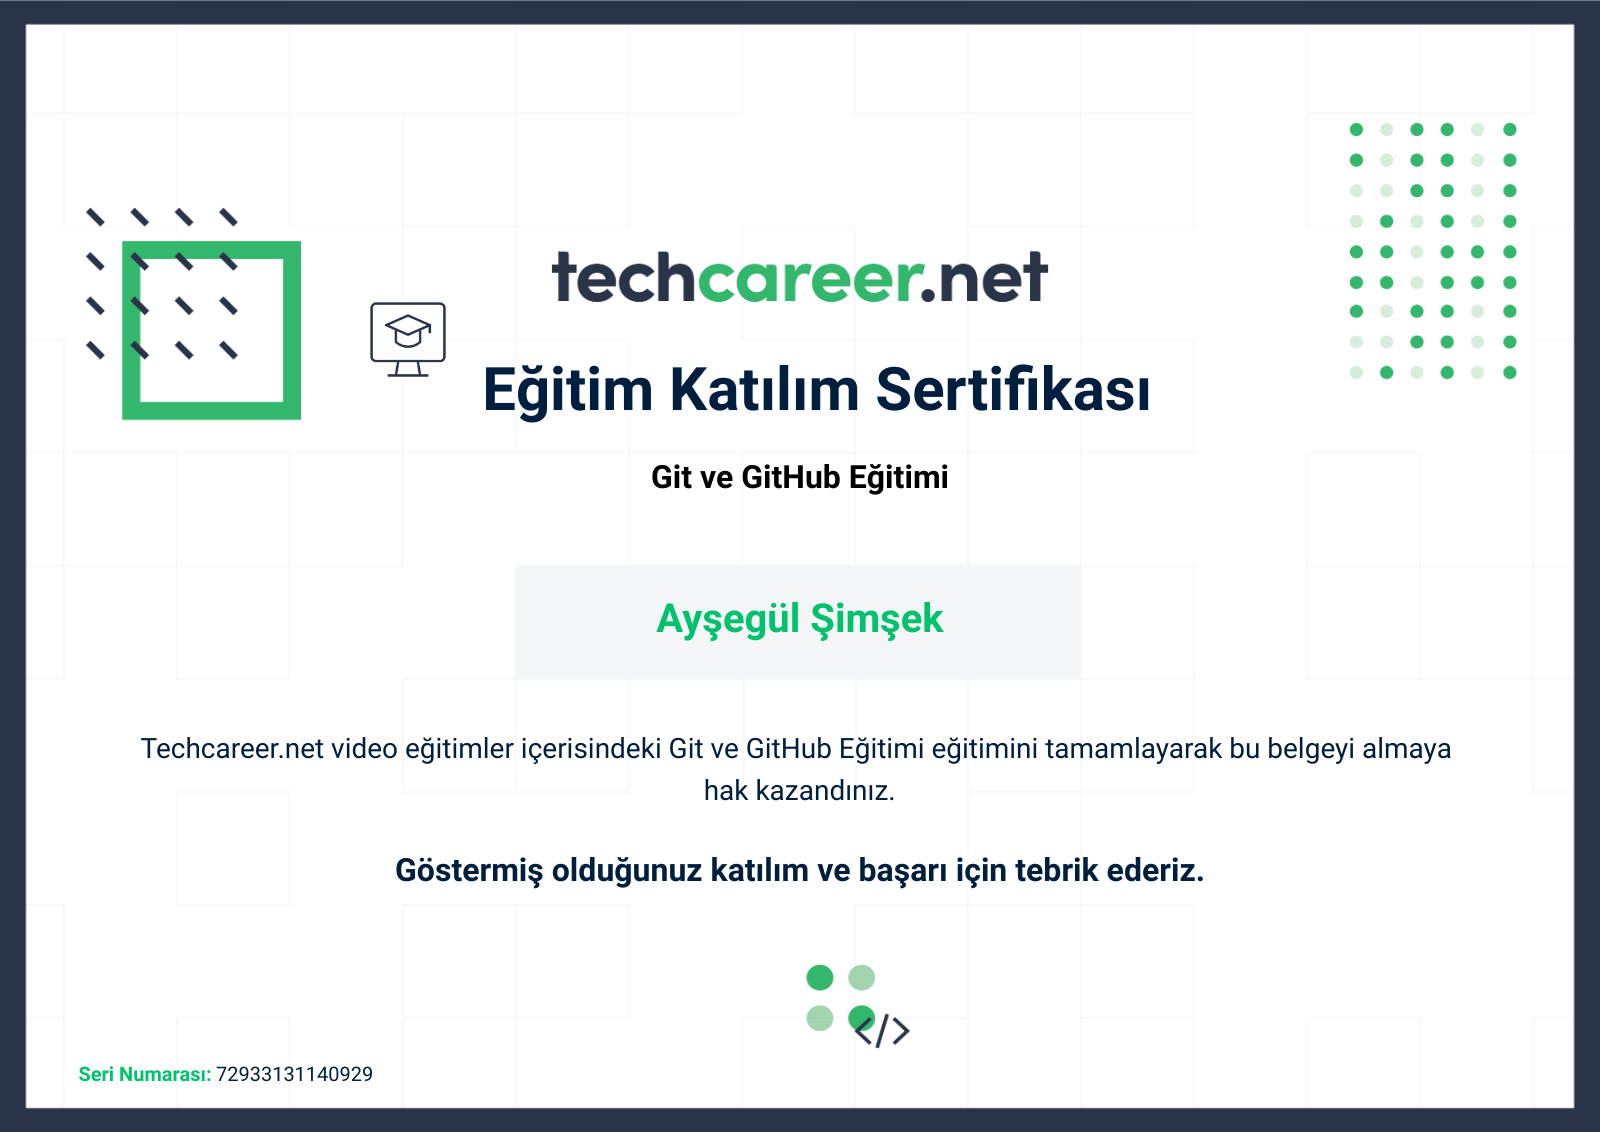 techcareer.net
Eğitim Katılım Sertifikası
Git ve GitHub Eğitimi
Ayşegül Şimşek
Techcareer.net video eğitimler içerisindeki Git ve GitHub Eğitimi eğitimini tamamlayarak bu belgeyi almaya
hak kazandınız.
Göstermiş olduğunuz katılım ve başarı için tebrik ederiz.
</>
Seri Numarası: 72933131140929